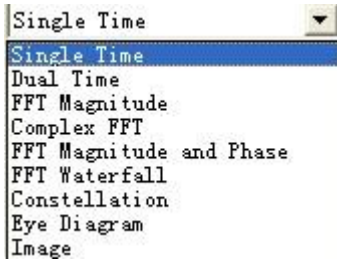 Single Time
Single Time
Dual Time
FFT Magnitude
Complex FFT
FFT Magnitude and Phase
FFT Waterfall
Constellation
Eye Diagram
Image